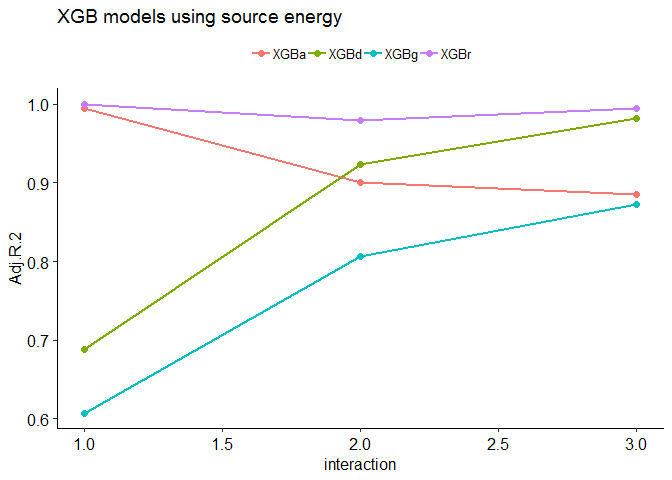 XGB models using source energy
XGBa XGBd XGBg XGBr
1.0
0.9
0.8
0.7
0.6
Adj.R.2
1.0 1.5 2.0 2.5 3.0
interaction